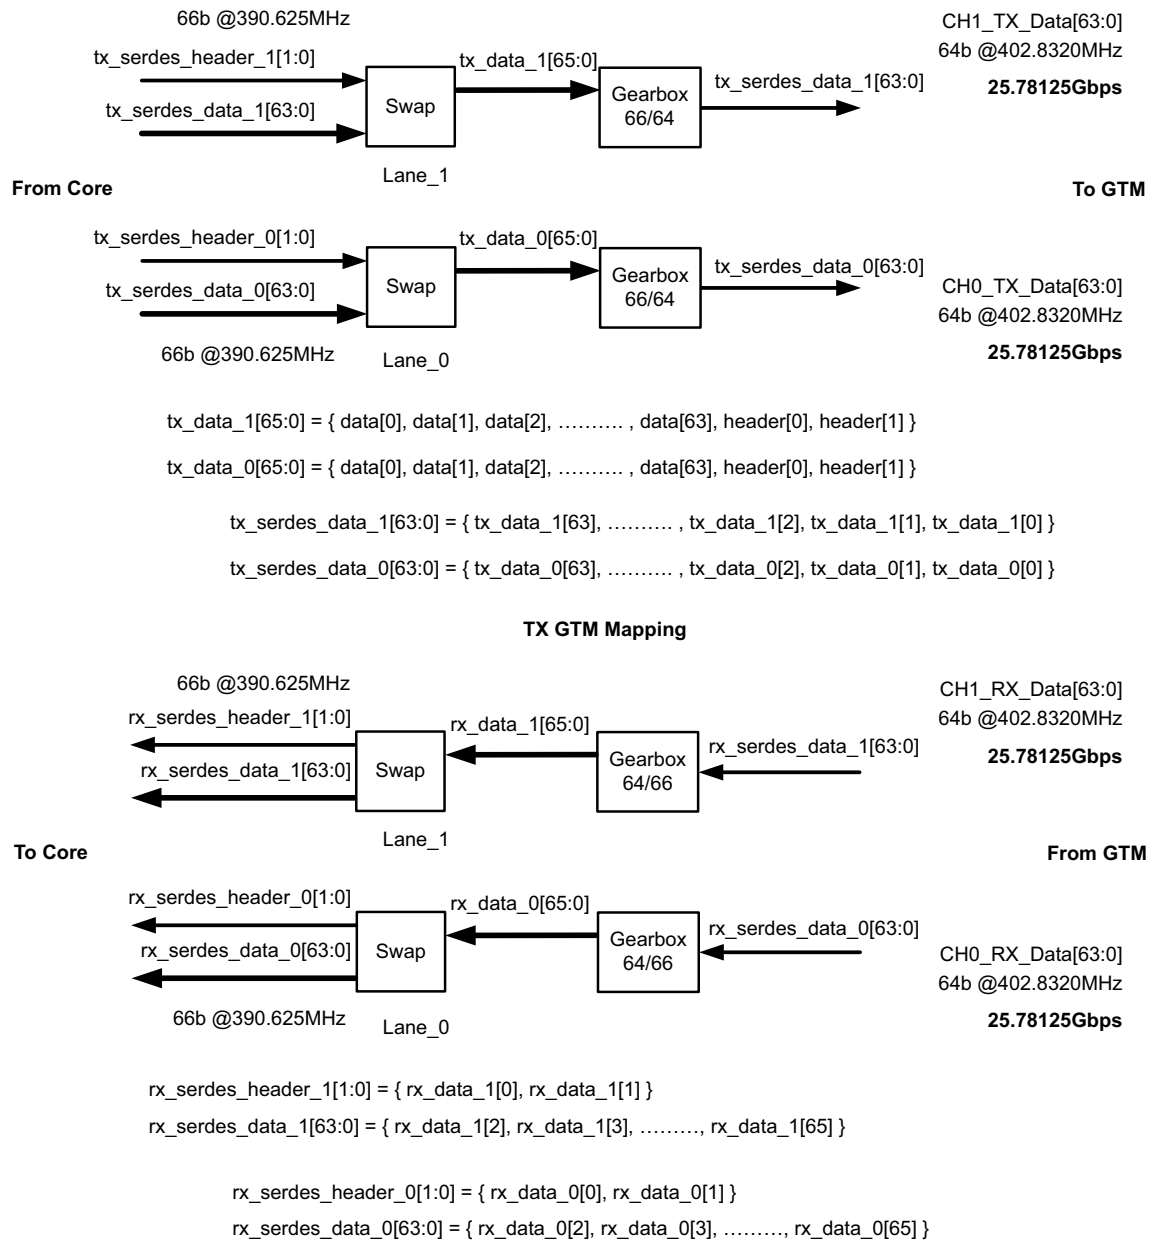 66b @390.625MHz
CH1_TX_Data[63:0]
tx_serdes_header_1[1:0]
tx_data_1[65:0]
64b @402.8320MHz
tx_serdes_data_1[63:0]
25.78125Gbps
tx_serdes_data_1[63:0]
Swap
Gearbox
66/64
Lane_1
From Core
To GTM
tx_serdes_header_0[1:0]
tx_data_0[65:0]
tx_serdes_data_0[63:0]
tx_serdes_data_0[63:0]
Swap
Gearbox
66/64
CH0_TX_Data[63:0]
64b @402.8320MHz
66b @390.625MHz
Lane_0
25.78125Gbps
tx_data_1[65:0] = { data[0], data[1], data[2], .......... , data[63], header[0], header[1] }
tx_data_0[65:0] = { data[0], data[1], data[2], .......... , data[63], header[0], header[1] }
tx_serdes_data_1[63:0] = { tx_data_1[63], .......... , tx_data_1[2], tx_data_1[1], tx_data_1[0] }
tx_serdes_data_0[63:0] = { tx_data_0[63], .......... , tx_data_0[2], tx_data_0[1], tx_data_0[0] }
TX GTM Mapping
66b @390.625MHz
CH1_RX_Data[63:0]
rx_serdes_header_1[1:0]
rx_data_1[65:0]
64b @402.8320MHz
rx_serdes_data_1[63:0]
25.78125Gbps
rx_serdes_data_1[63:0]
Swap
Gearbox
64/66
Lane_1
To Core
From GTM
rx_serdes_header_0[1:0]
rx_data_0[65:0]
rx_serdes_data_0[63:0]
rx_serdes_data_0[63:0]
Swap
Gearbox
64/66
CH0_RX_Data[63:0]
64b @402.8320MHz
66b @390.625MHz
Lane_0
25.78125Gbps
rx_serdes_header_1[1:0] = { rx_data_1[0], rx_data_1[1] }
rx_serdes_data_1[63:0] = { rx_data_1[2], rx_data_1[3], ........., rx_data_1[65] }
rx_serdes_header_0[1:0] = { rx_data_0[0], rx_data_0[1] }
rx_serdes_data_0[63:0] = { rx_data_0[2], rx_data_0[3], ........., rx_data_0[65] }